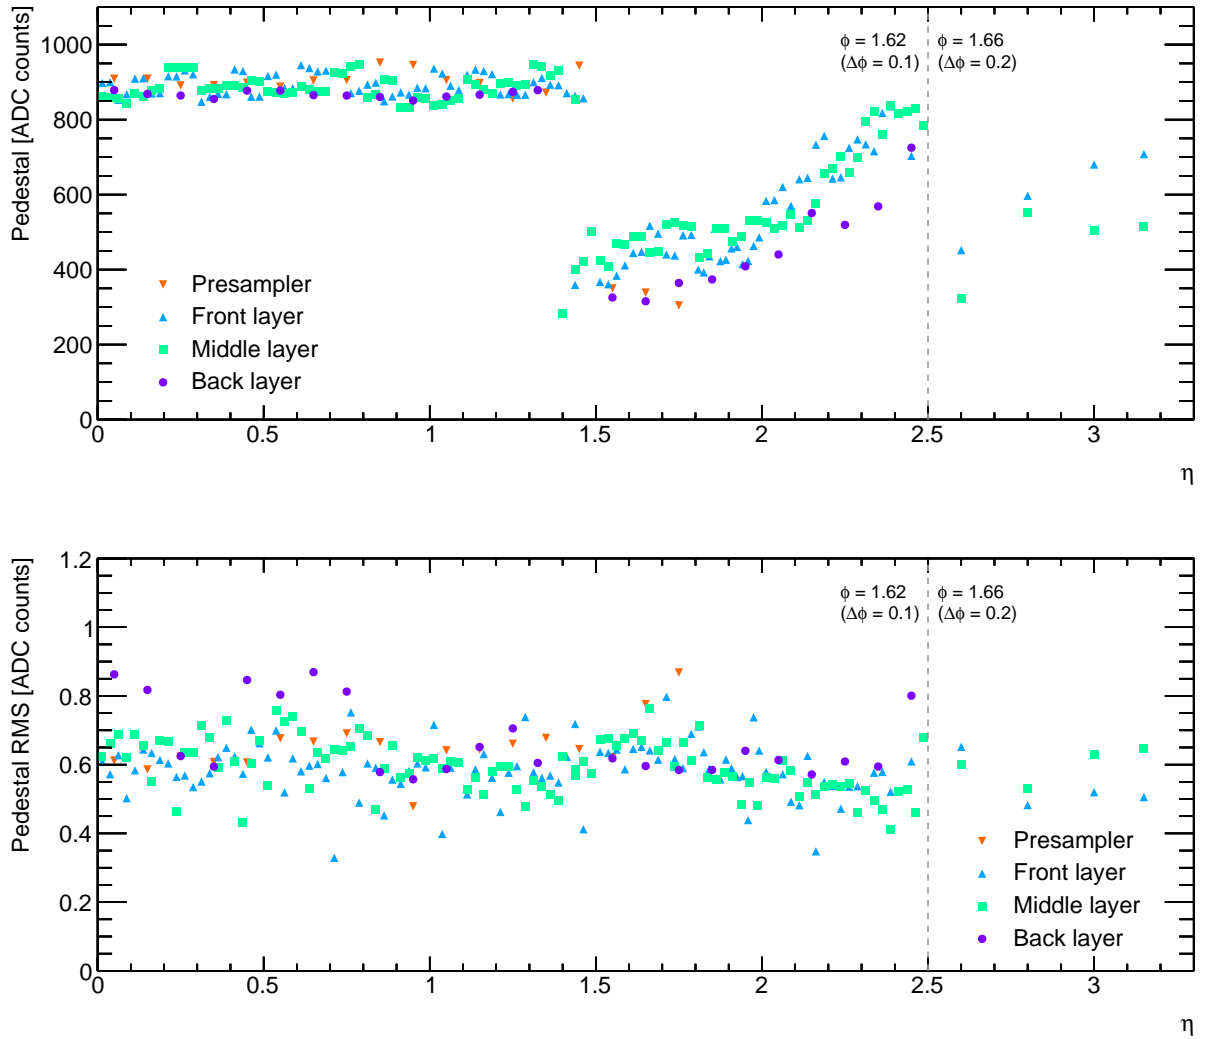 Pedestal [ADC counts]
1000
800
600
400
200
0
ϕ = 1.62
(Δϕ = 0.1)
ϕ = 1.66
(Δϕ = 0.2)
Presampler
Front layer
Middle layer
Back layer
0 0.5 1 1.5 2 2.5 3
η
Pedestal RMS [ADC counts]
1.2
1
0.8
0.6
0.4
0.2
0
ϕ = 1.62
(Δϕ = 0.1)
ϕ = 1.66
(Δϕ = 0.2)
Presampler
Front layer
Middle layer
Back layer
0 0.5 1 1.5 2 2.5 3
η